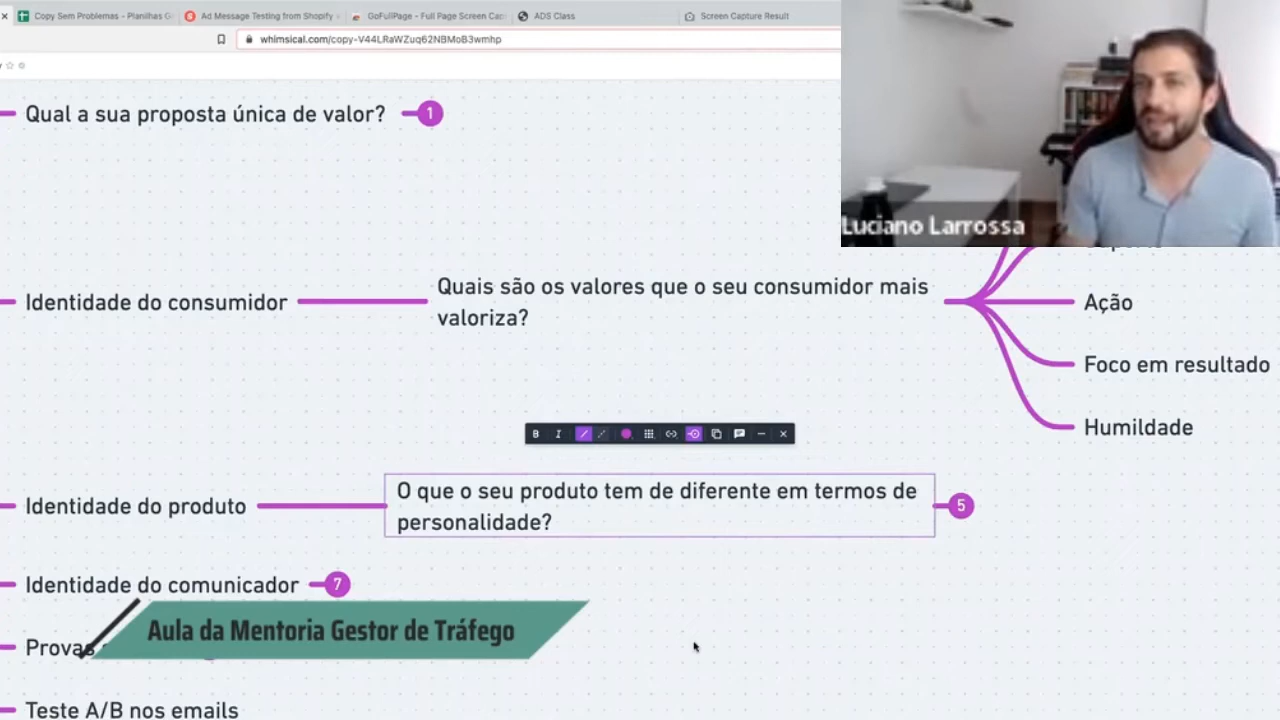 Copy Sem Problemas - Planilhas G
Ad Message Testing from Shopify
GoFullPage - Full Page Screen Cap
ADS Class
Screen Capture Result
whimsical.com/copy-V44LRaWZuq62NBMoB3wmhp
Qual a sua proposta única de valor?
1
Luciano Larrossa
Identidade do consumidor
Quais são os valores que o seu consumidor mais
valoriza?
Ação
Foco em resultado
Humildade
B I
Identidade do produto
O que o seu produto tem de diferente em termos de
personalidade?
5
Identidade do comunicador
7
Aula da Mentoria Gestor de Tráfego
Provas
Teste A/B nos emails